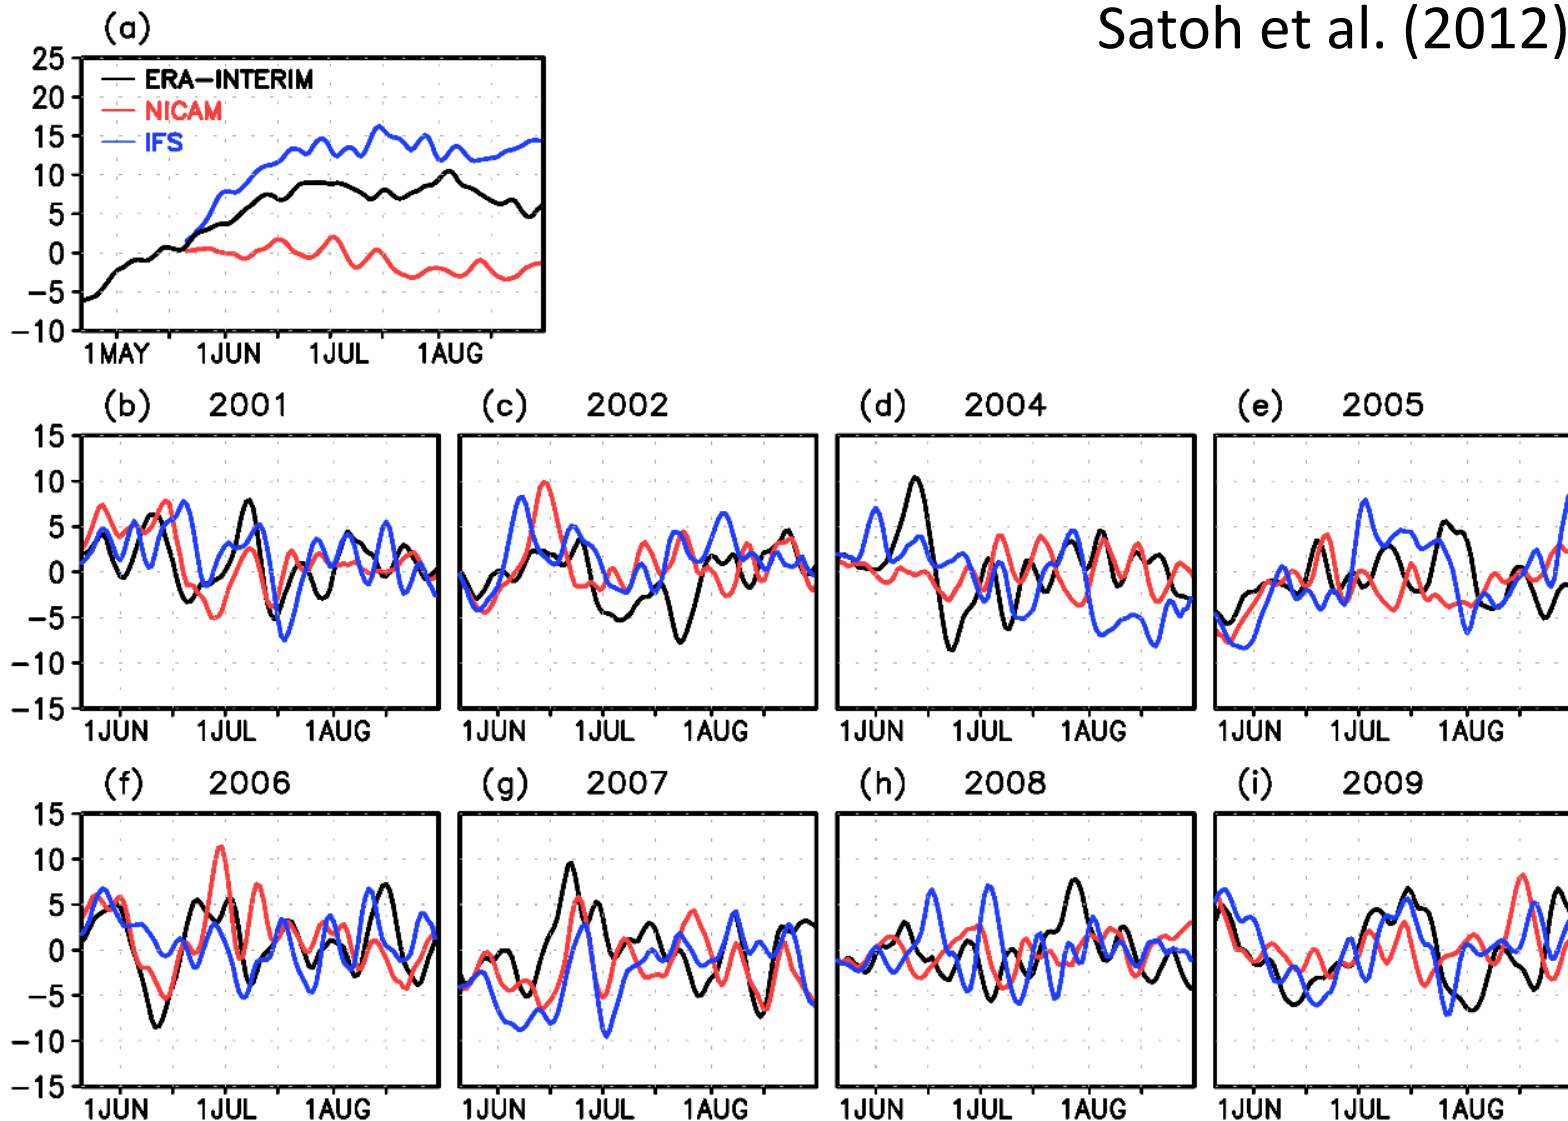 Satoh et al. (2012)
(a)
25
20
15
10
5
0
−5
−10
ERA−INTERIM
NICAM
IFS
1MAY 1JUN 1JUL 1AUG
(b) 2001 (c) 2002 (d) 2004 (e) 2005
15
10
5
0
−5
−10
−15
1JUN 1JUL 1AUG 1JUN 1JUL 1AUG 1JUN 1JUL 1AUG 1JUN 1JUL 1AUG
(f) 2006 (g) 2007 (h) 2008 (i) 2009
15
10
5
0
−5
−10
−15
1JUN 1JUL 1AUG 1JUN 1JUL 1AUG 1JUN 1JUL 1AUG 1JUN 1JUL 1AUG